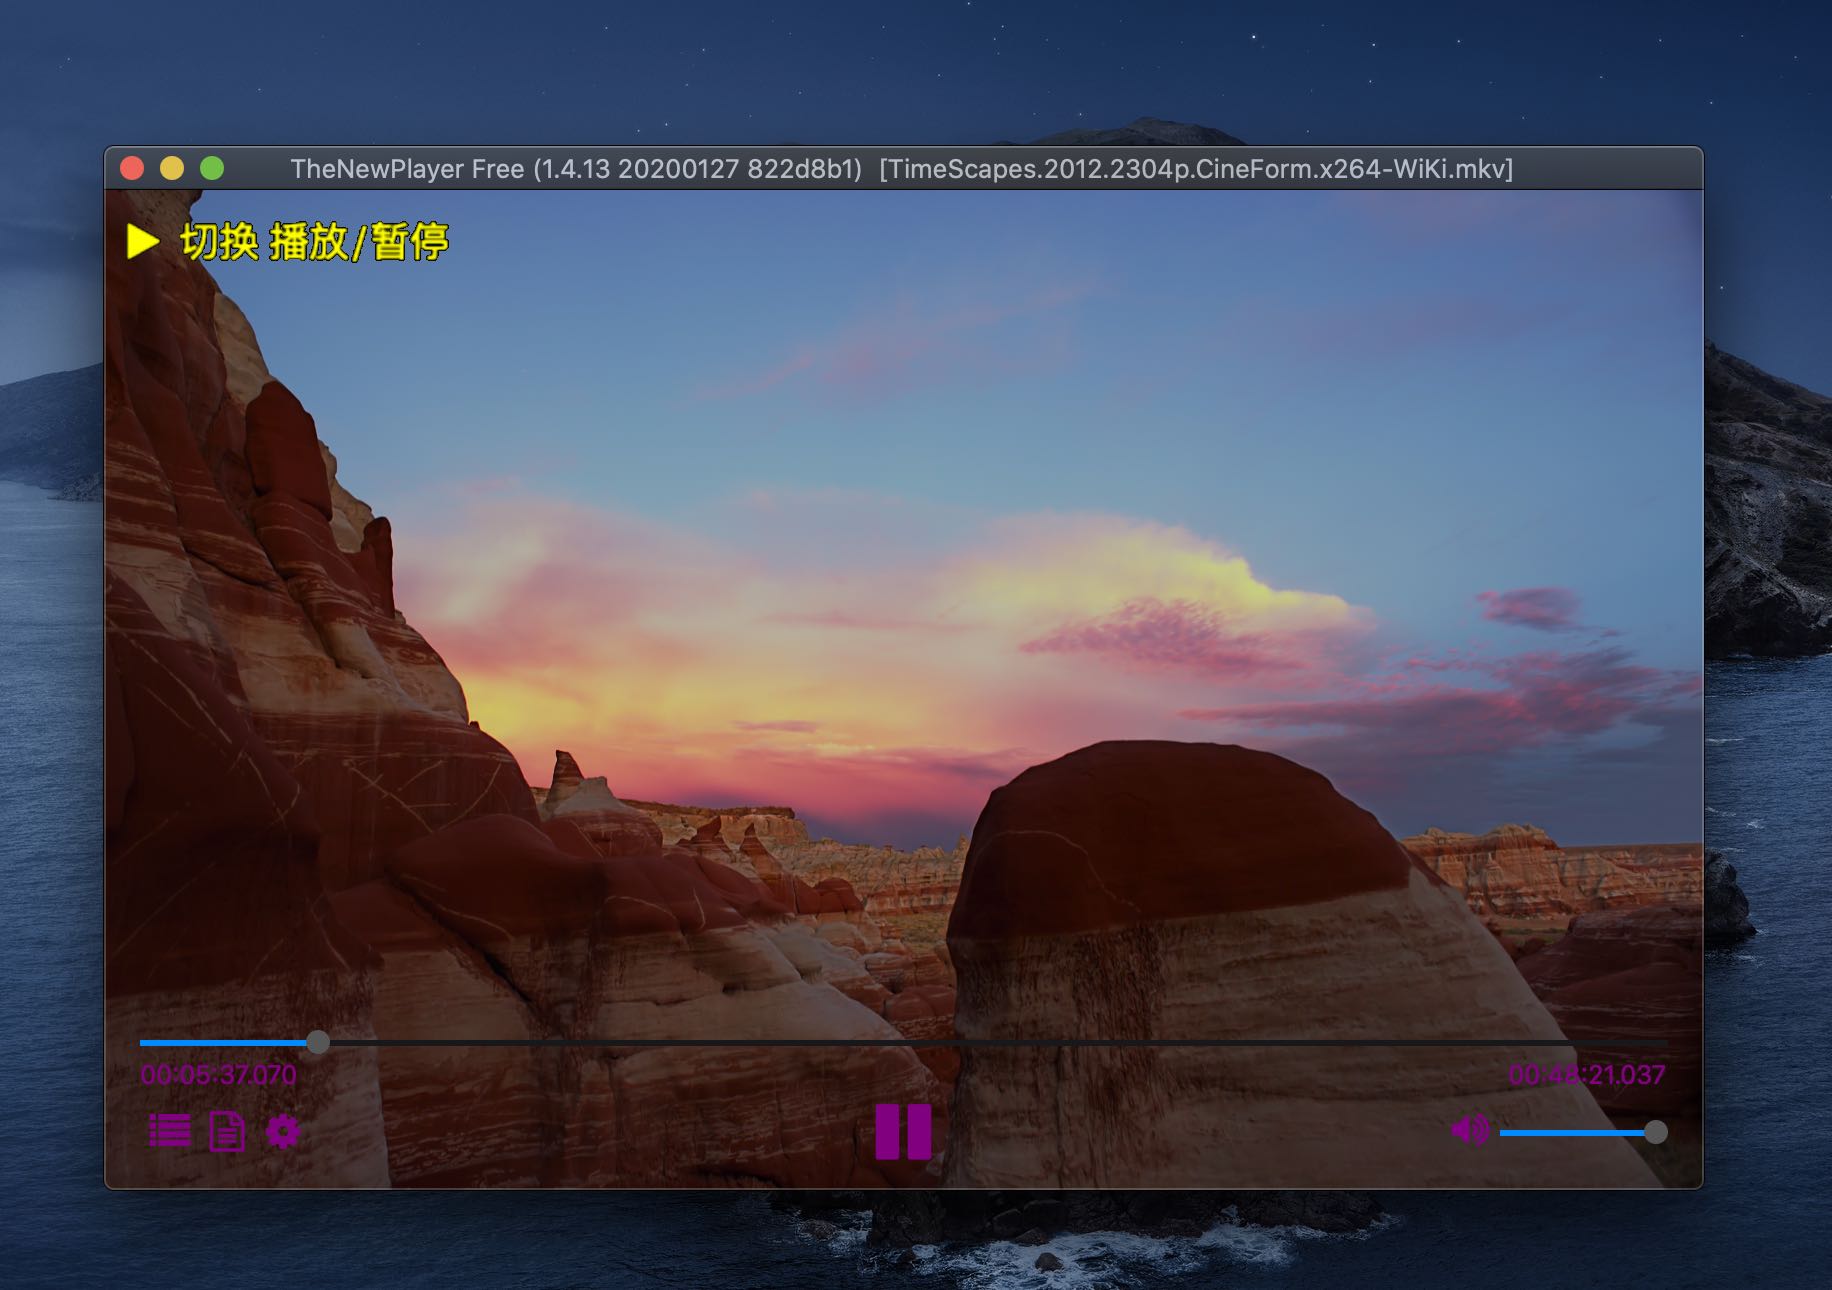 TheNewPlayer Free (1.4.13 20200127 822d8b1) [TimeScapes.2012.2304p.CineForm.x264-WiKi.mkv]
切换 播放/暂停
00:05:37.070
00:48:21.037